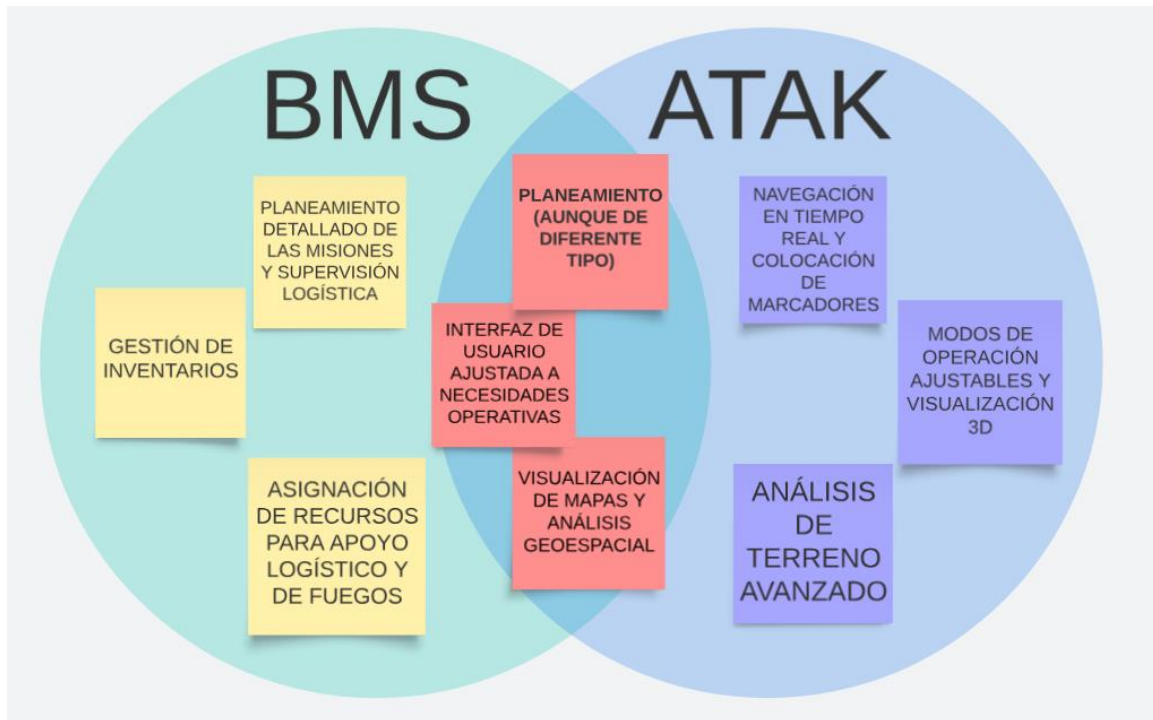 BMS
ATAK
PLANEAMIENTO
DETALLADO DE
LAS MISIONES
Y SUPERVISIÓN
LOGÍSTICA
GESTIÓN DE
INVENTARIOS
ASIGNACIÓN
DE RECURSOS
PARA APOYO
LOGÍSTICO Y
DE FUEGOS
PLANEAMIENTO
(AUNQUE DE
DIFERENTE
TIPO)
INTERFAZ DE
USUARIO
AJUSTADA A
NECESIDADES
OPERATIVAS
VISUALIZACIÓN
DE MAPAS Y
ANÁLISIS
GEOESPACIAL
NAVEGACIÓN
EN TIEMPO
REAL Y
COLOCACIÓN
DE
MARCADORES
MODOS DE
OPERACIÓN
AJUSTABLES Y
VISUALIZACIÓN
3D
ANÁLISIS
DE
TERRENO
AVANZADO